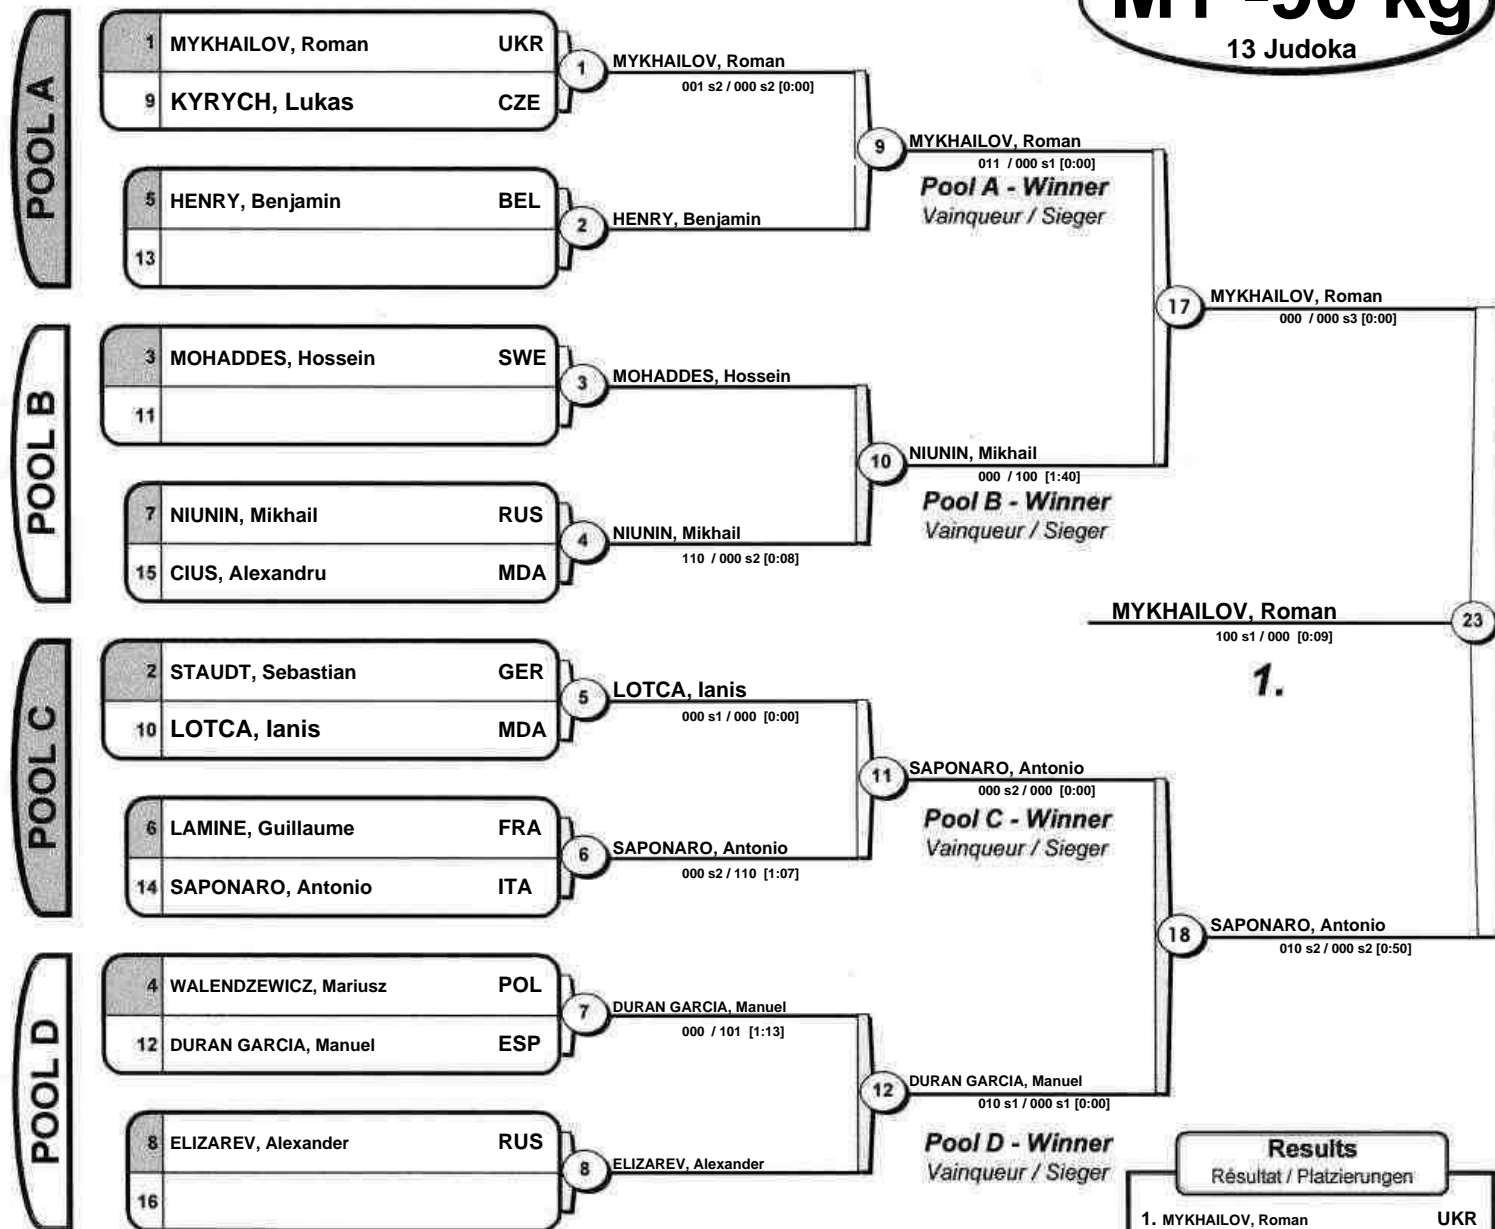 M1 -90 kg
13 Judoka
POOL A
1 MYKHAILOV, Roman UKR
9 KYRYCH, Lukas CZE
1
MYKHAILOV, Roman
001 s2 / 000 s2 [0:00]
5 HENRY, Benjamin BEL
13
2
HENRY, Benjamin
9
MYKHAILOV, Roman
011 / 000 s1 [0:00]
Pool A - Winner
Vainqueur / Sieger
POOL B
3 MOHADDES, Hossein SWE
11
3
MOHADDES, Hossein
7 NIUNIN, Mikhail RUS
15 CIUS, Alexandru MDA
4
NIUNIN, Mikhail
110 / 000 s2 [0:08]
10
NIUNIN, Mikhail
000 / 100 [1:40]
Pool B - Winner
Vainqueur / Sieger
17
MYKHAILOV, Roman
000 / 000 s3 [0:00]
MYKHAILOV, Roman
100 s1 / 000 [0:09]
1.
23
POOL C
2 STAUDT, Sebastian GER
10 LOTCA, Ianis MDA
5
LOTCA, Ianis
000 s1 / 000 [0:00]
6 LAMINE, Guillaume FRA
14 SAPONARO, Antonio ITA
6
SAPONARO, Antonio
000 s2 / 110 [1:07]
11
SAPONARO, Antonio
000 s2 / 000 [0:00]
Pool C - Winner
Vainqueur / Sieger
18
SAPONARO, Antonio
010 s2 / 000 s2 [0:50]
POOL D
4 WALENDZEWICZ, Mariusz POL
12 DURAN GARCIA, Manuel ESP
7
DURAN GARCIA, Manuel
000 / 101 [1:13]
8 ELIZAREV, Alexander RUS
16
8
ELIZAREV, Alexander
12
DURAN GARCIA, Manuel
010 s1 / 000 s1 [0:00]
Pool D - Winner
Vainqueur / Sieger
Results
Résultat / Platzierungen
1. MYKHAILOV, Roman UKR